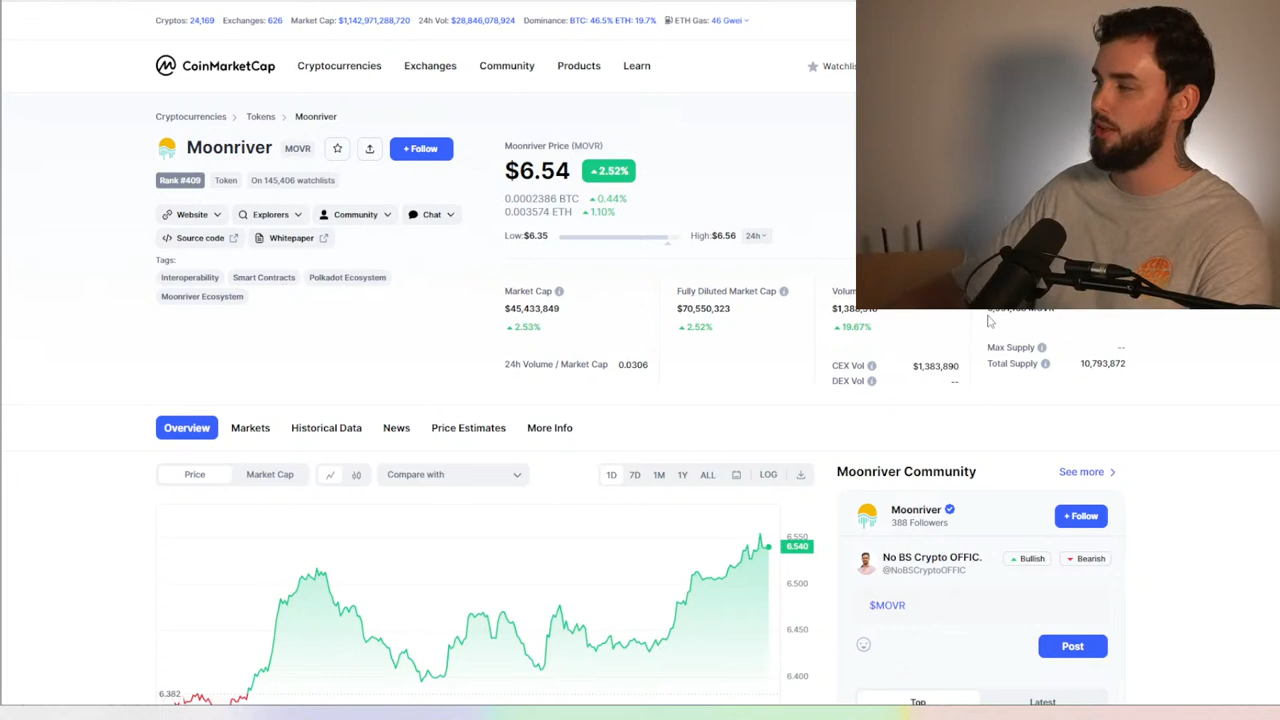 Cryptos: 24,169 Exchanges: 626 Market Cap: $1,142,971,288,720 24h Vol: $28,846,078,924 Dominance: BTC: 46.5% ETH: 19.7% ETH Gas: 46 Gwei
CoinMarketCap Cryptocurrencies Exchanges Community Products Learn
Cryptocurrencies > Tokens > Moonriver
Moonriver MOVR + Follow
Rank #409 Token On 145,406 watchlists
Website Explorers Community Chat
Source code Whitepaper
Tags:
Interoperability Smart Contracts Polkadot Ecosystem
Moonriver Ecosystem
Moonriver Price (MOVR)
$6.54 2.52%
0.0002386 BTC 0.44%
0.003574 ETH 1.10%
Low:$6.35 High:$6.56 24h
Market Cap
$45,433,849
2.53%
24h Volume / Market Cap 0.0306
Fully Diluted Market Cap
$70,550,323
2.52%
19.67%
CEX Vol $1,383,890
DEX Vol --
Max Supply --
Total Supply 10,793,872
Overview Markets Historical Data News Price Estimates More Info
Price Market Cap Compare with 1D 7D 1M 1Y ALL LOG
6.550
6.540
6.500
6.450
6.400
6.382
Moonriver Community See more
Moonriver + Follow
388 Followers
No BS Crypto OFFIC. Bullish Bearish
@NoBSCryptoOFFIC
$MOVR
Post
Top Latest